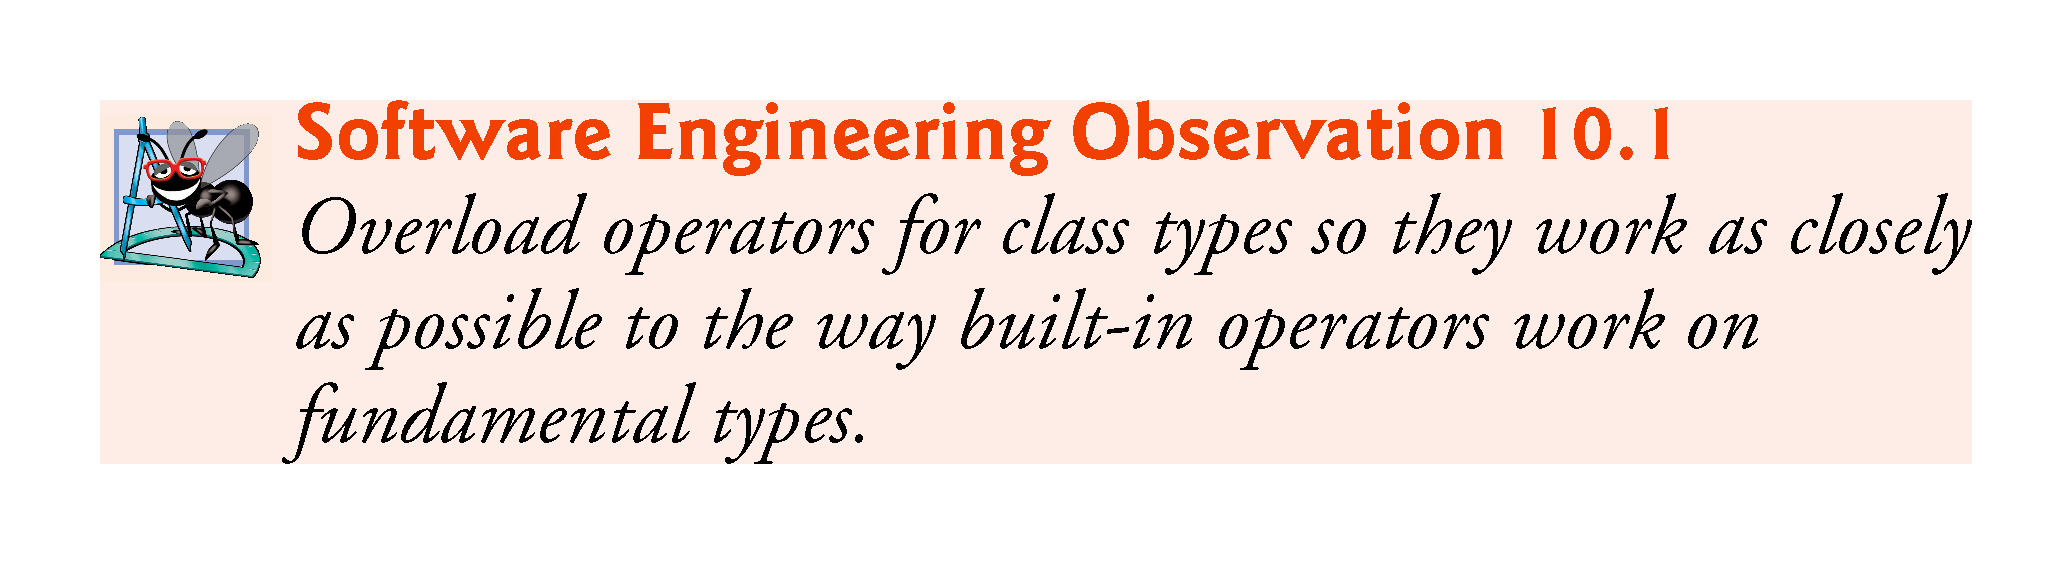 Software Engineering Observation 10.1
Overload operators for class types so they work as closely
as possible to the way built-in operators work on
fundamental types.